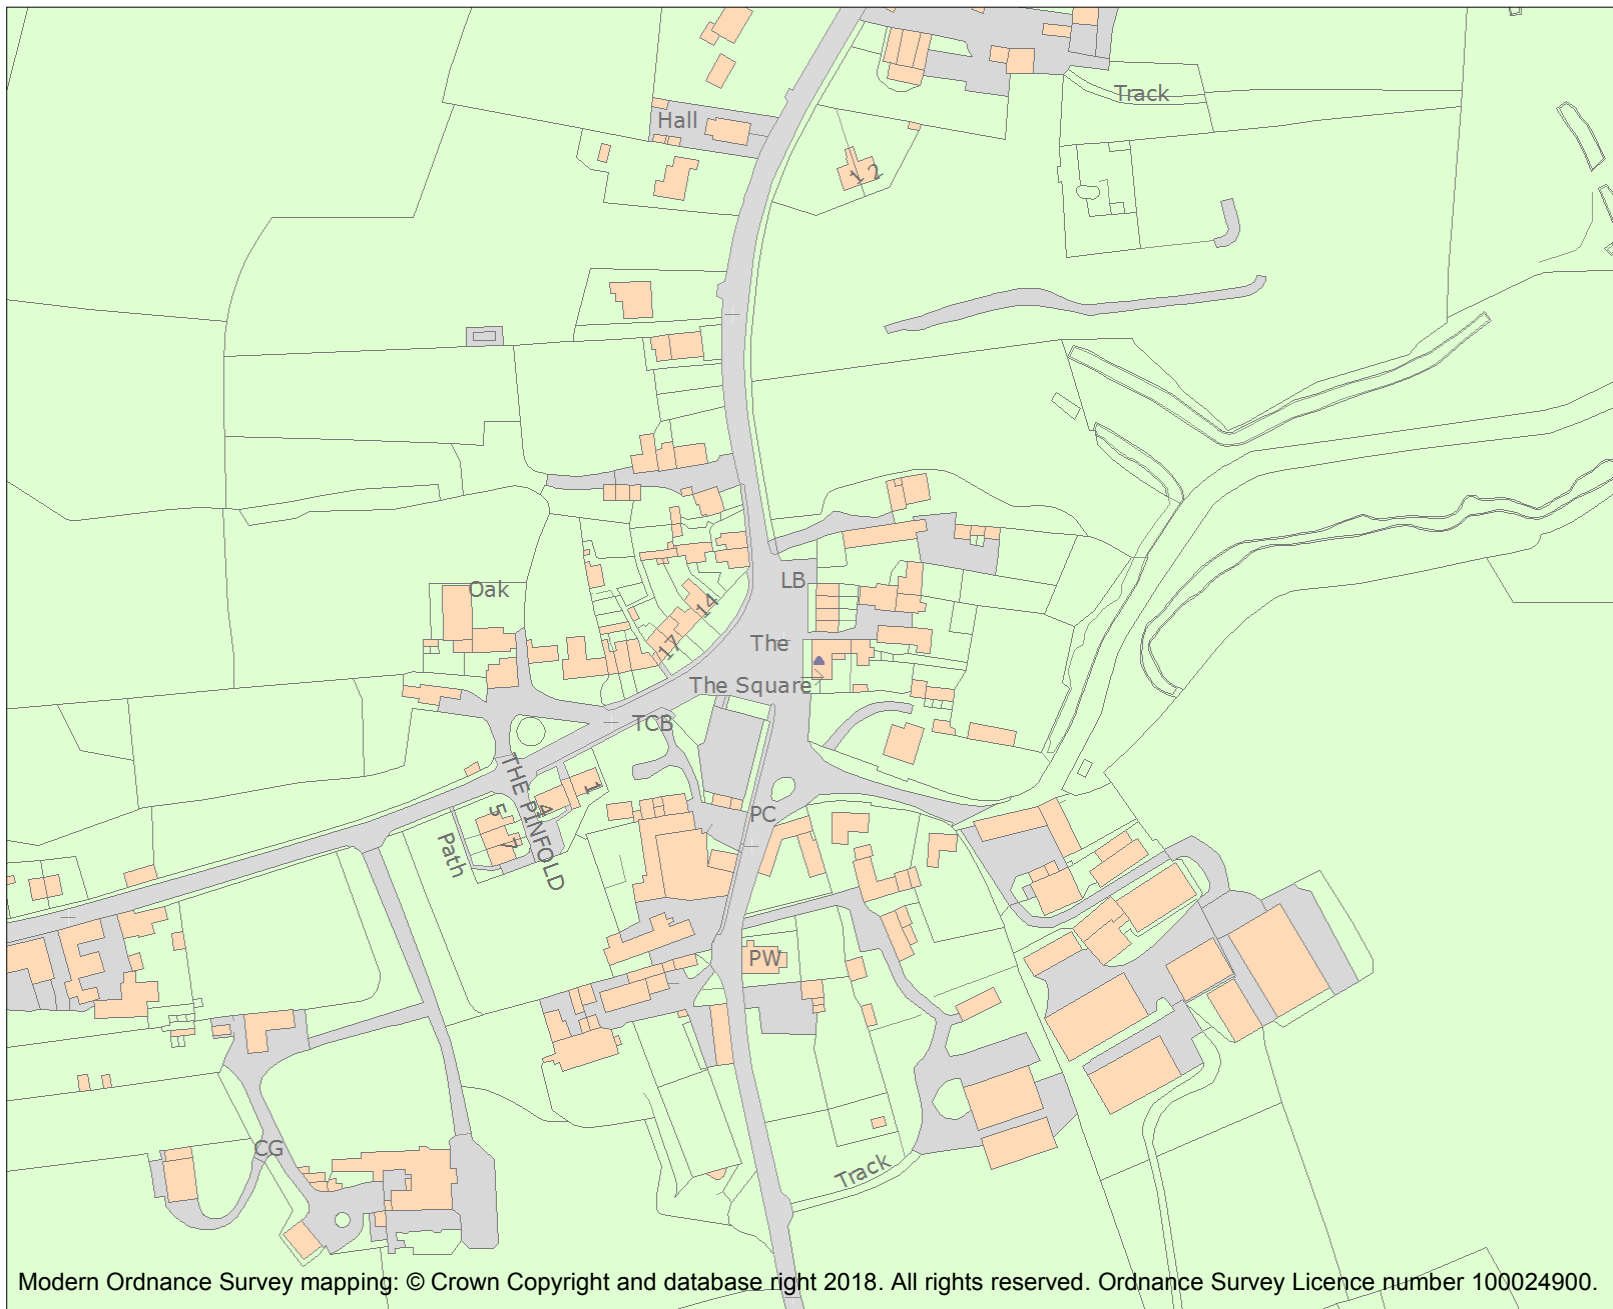 Track
Hall
1 2
LB
Oak
14
17
The
The Square
TCB
THE PINFOLD
1
4
5
7
PC
Path
PW
CG
Track
Modern Ordnance Survey mapping: © Crown Copyright and database right 2018. All rights reserved. Ordnance Survey Licence number 100024900.